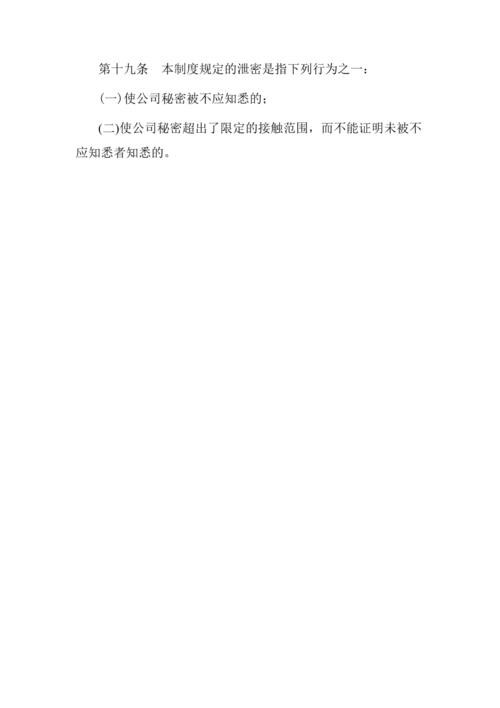 第十九条　本制度规定的泄密是指下列行为之一：
(一)使公司秘密被不应知悉的；
(二)使公司秘密超出了限定的接触范围，而不能证明未被不
应知悉者知悉的。